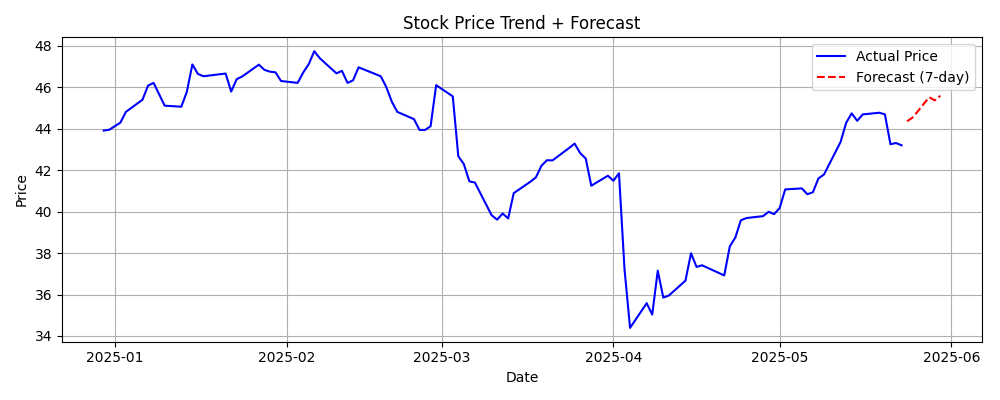 Stock Price Trend + Forecast
Actual Price
Forecast (7-day)
Price
48
46
44
42
40
38
36
34
2025-01
2025-02
2025-03
2025-04
2025-05
2025-06
Date